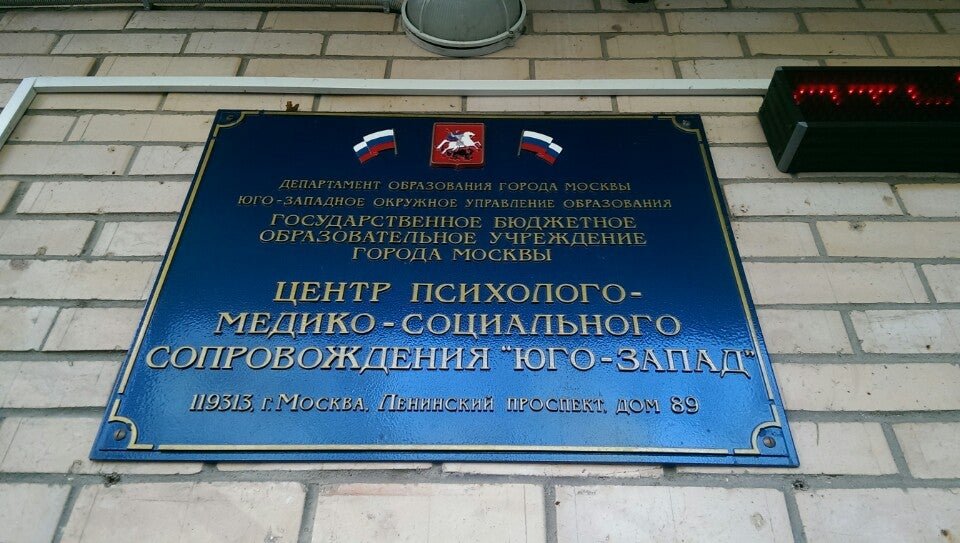 ДЕПАРТАМЕНТ ОБРАЗОВАНИЯ ГОРОДА МОСКВЫ
ЮГО-ЗАПАДНОЕ ОКРУЖНОЕ УПРАВЛЕНИЕ ОБРАЗОВАНИЯ
ГОСУДАРСТВЕННОЕ БЮДЖЕТНОЕ
ОБРАЗОВАТЕЛЬНОЕ УЧРЕЖДЕНИЕ
ГОРОДА МОСКВЫ
ЦЕНТР ПСИХОЛОГО-
МЕДИКО-СОЦИАЛЬНОГО
СОПРОВОЖДЕНИЯ "ЮГО-ЗАПАД"
119313, г. МОСКВА, ЛЕНИНСКИЙ ПРОСПЕКТ, ДОМ 89